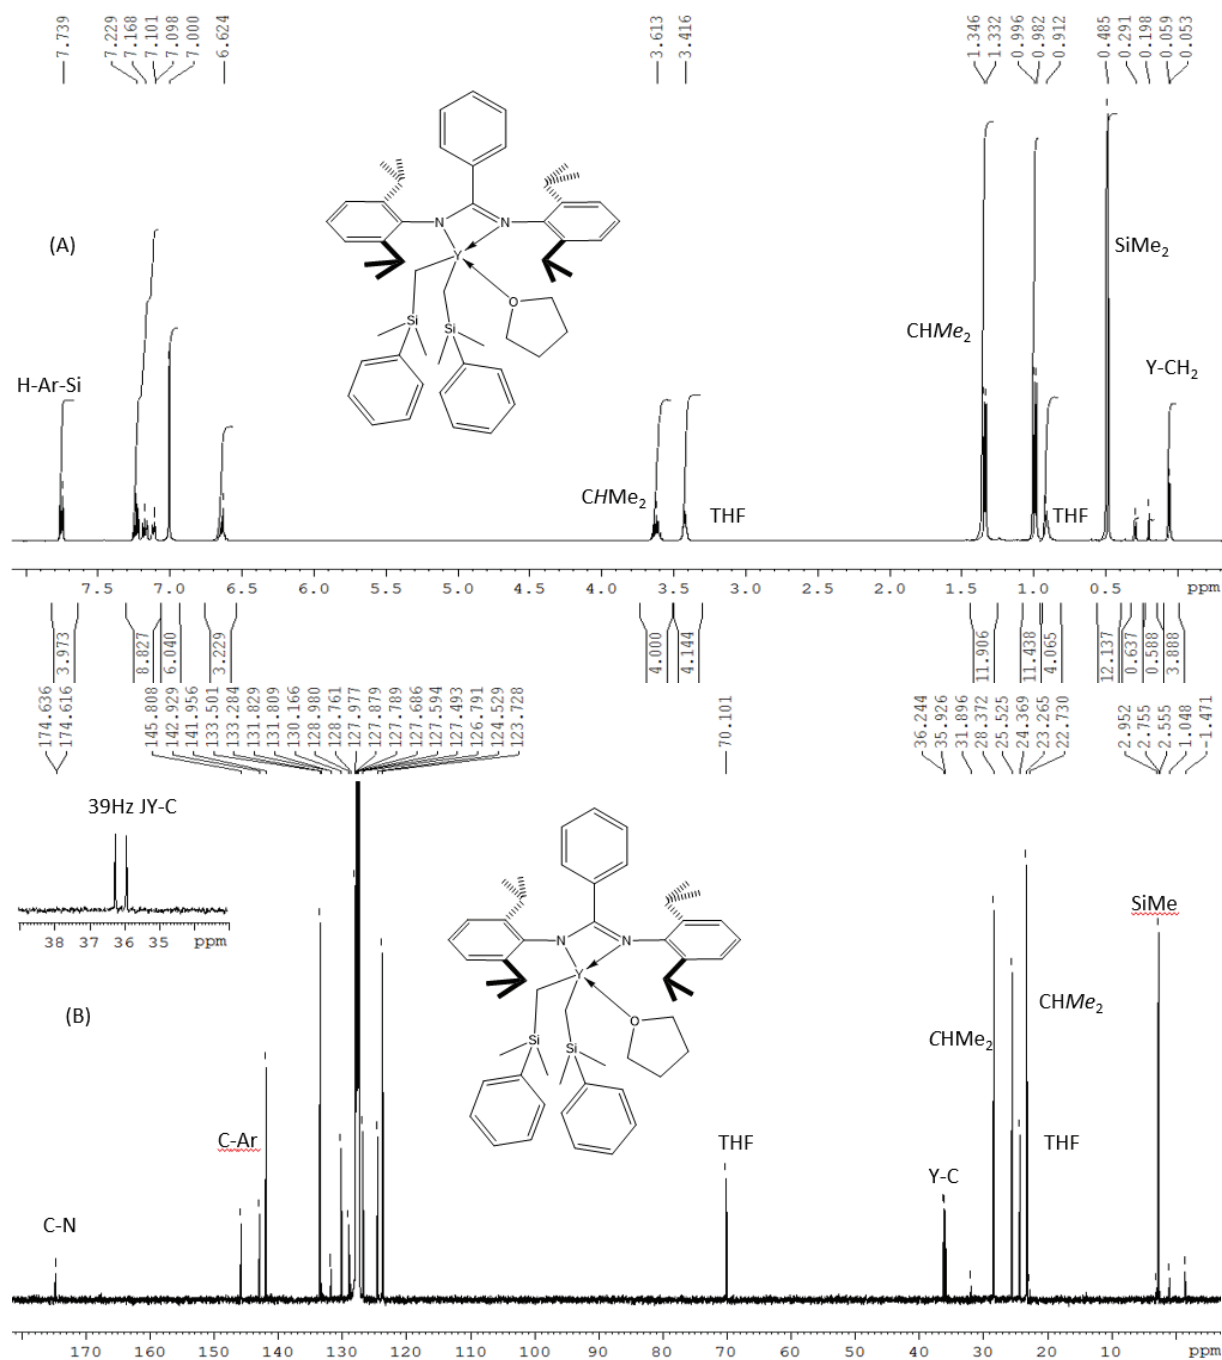 7.739
7.229
7.168
7.101
7.098
7.000
6.624
3.613
3.416
1.346
1.332
0.996
0.982
0.912
0.485
0.291
0.198
0.059
0.053
(A)
N
N
Y
O
Si
Si
H-Ar-Si
CHMe2
THF
CHMe2
THF
SiMe2
Y-CH2
7.5 7.0 6.5 6.0 5.5 5.0 4.5 4.0 3.5 3.0 2.5 2.0 1.5 1.0 0.5 ppm
3.973
8.827
6.040
3.229
4.000
4.144
11.906
11.438
4.065
12.137
0.637
0.588
3.888
174.636
174.616
145.808
142.929
141.956
133.501
133.284
131.829
131.809
130.166
128.980
128.761
127.977
127.879
127.789
127.686
127.594
127.493
126.791
124.529
123.728
70.101
36.244
35.926
31.896
28.372
25.525
24.369
23.265
22.730
2.952
2.755
2.555
1.048
-1.471
39Hz JY-C
38 37 36 35 ppm
(B)
N
N
Y
O
Si
Si
C-N
C-Ar
THF
Y-C
CHMe2
CHMe2
THF
SiMe
170 160 150 140 130 120 110 100 90 80 70 60 50 40 30 20 10 ppm